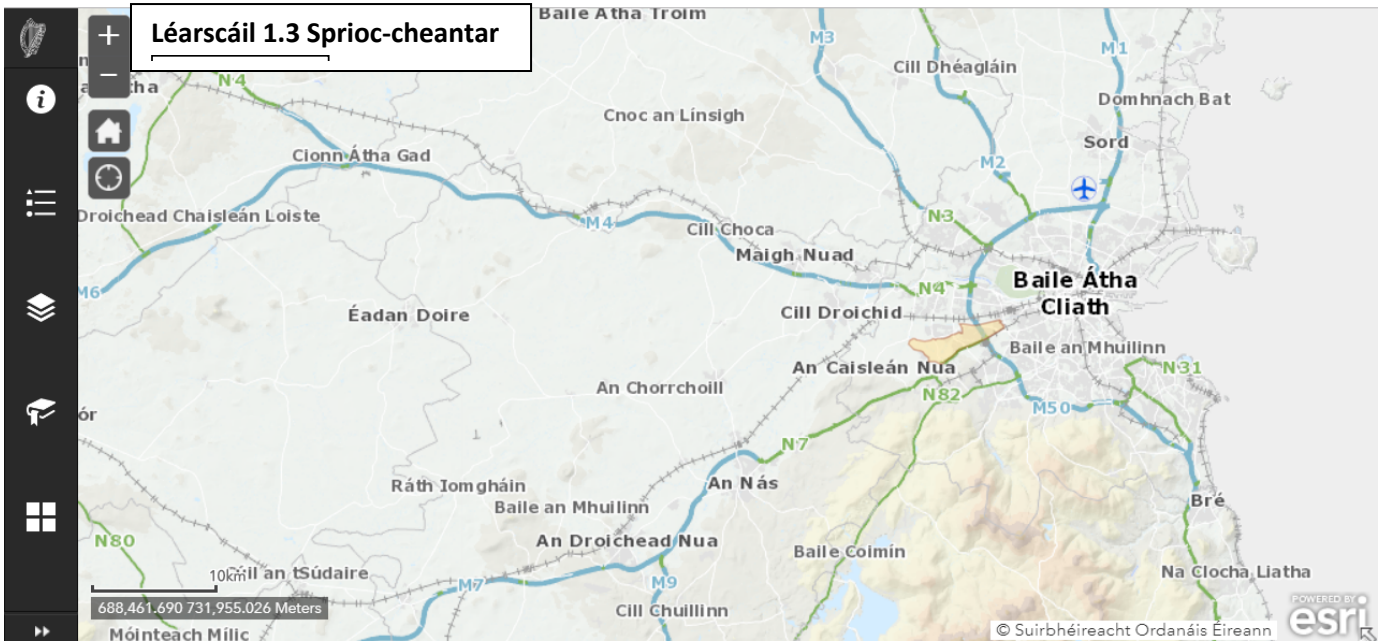 Léarscáil 1.3 Sprioc-cheantar
Baile Átha Troim
M3
M1
Cill Dhéagláin
N4
Domhnach Bat
Cnoc an Línsigh
Sord
Cionn Átha Gad
M2
Droichead Chaisleán Loiste
N3
M4
Cill Choca
Maigh Nuad
Baile Átha
Cliath
M6
N4
Éadan Doire
Cill Droichid
Baile an Mhuilinn
An Caisleán Nua
N31
An Chorrchoill
N82
M50
N7
Ráth Iomgháin
An Nás
Baile an Mhuilinn
Bré
N80
An Droichead Nua
Baile Coimín
10km
an tSúdaire
M7
M9
Na Clocha Liatha
688,461.690 731,955.026 Meters
Cill Chuillinn
POWERED BY
esri
Móinteach Mílic
© Suirbhéireacht Ordanáis Éireann